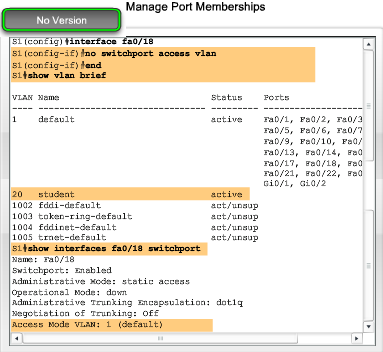 Manage Port Memberships
No Version
S1(config)#interface fa0/18
S1(config-if)#no switchport access vlan
S1(config-if)#end
S1#show vlan brief
VLAN Name Status Ports
---- -------------------------------- --------- -------------
1 default active Fa0/1, Fa0/2, Fa0/3
Fa0/5, Fa0/6, Fa0/7
Fa0/9, Fa0/10, Fa0/
Fa0/13, Fa0/14, Fa0
Fa0/17, Fa0/18, Fa0
Fa0/21, Fa0/22, Fa0
Gi0/1, Gi0/2
20 student active
1002 fddi-default act/unsup
1003 token-ring-default act/unsup
1004 fddinet-default act/unsup
1005 trnet-default act/unsup
S1#show interfaces fa0/18 switchport
Name: Fa0/18
Switchport: Enabled
Administrative Mode: static access
Operational Mode: down
Administrative Trunking Encapsulation: dot1q
Negotiation of Trunking: Off
Access Mode VLAN: 1 (default)